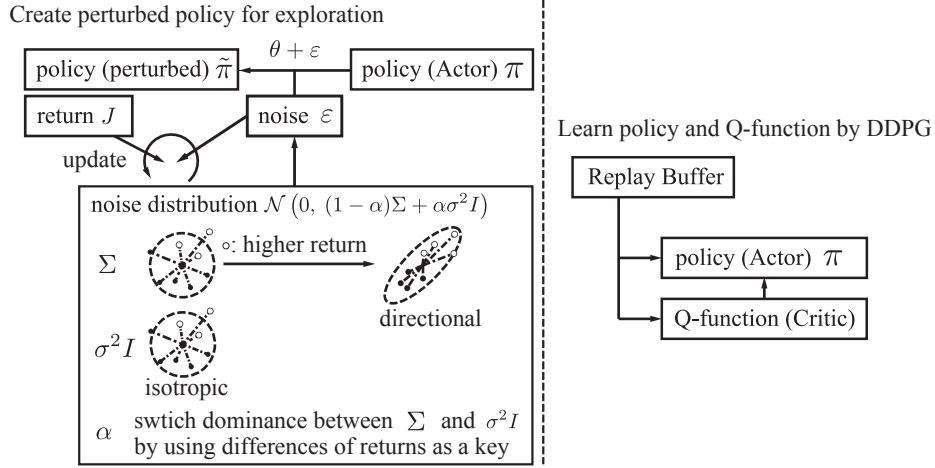 Create perturbed policy for exploration
θ + ε
policy (perturbed) π̃
policy (Actor) π
return J
noise ε
update
noise distribution 𝒩 (0, (1 − α)Σ + ασ²I)
Σ
○: higher return
directional
σ²I
isotropic
α swtich dominance between Σ and σ²I
by using differences of returns as a key
Learn policy and Q-function by DDPG
Replay Buffer
policy (Actor) π
Q-function (Critic)